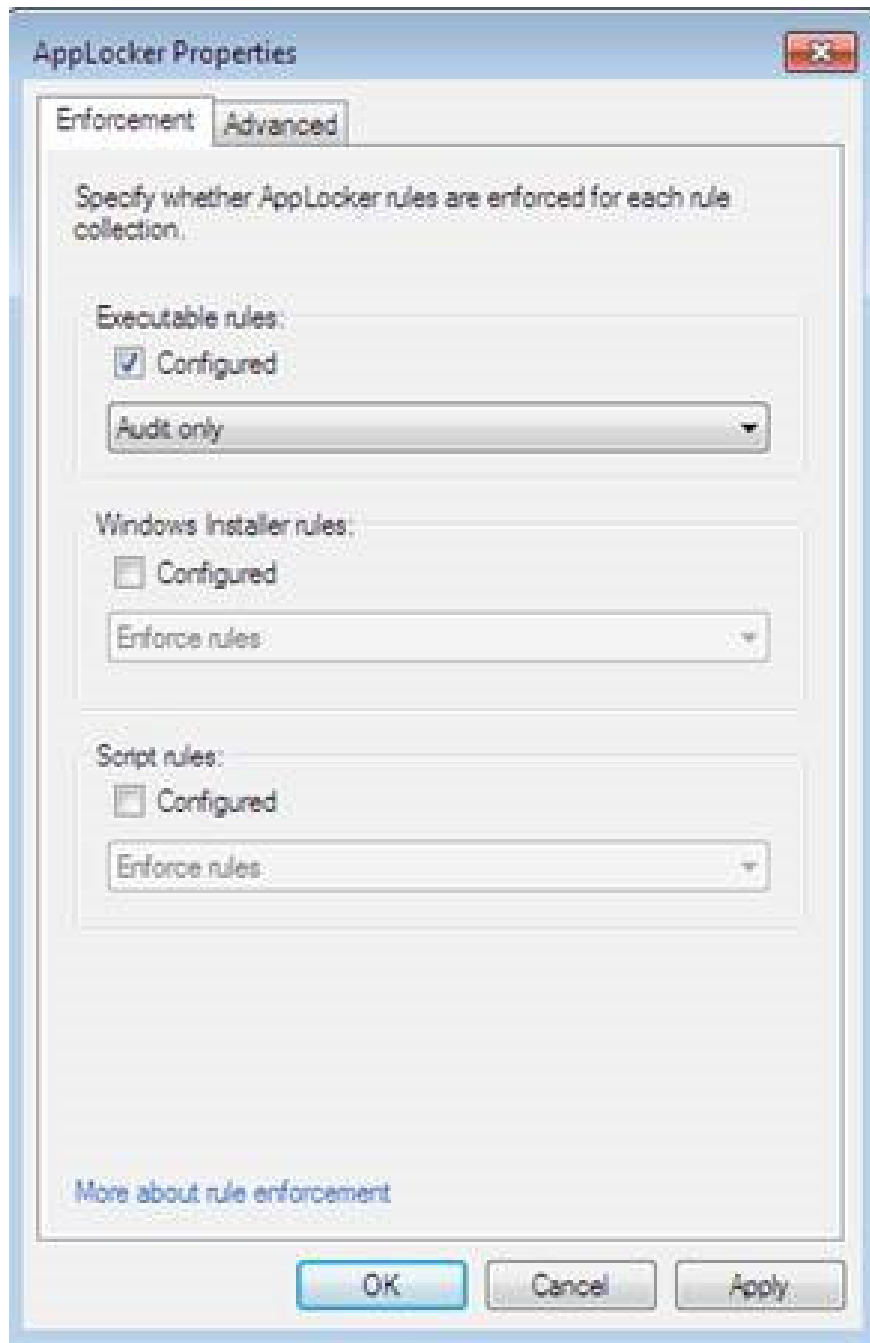 AppLocker Properties
Enforcement
Advanced
Specify whether AppLocker rules are enforced for each rule
collection.
Executable rules:
Configured
Audit only
Windows Installer rules:
Configured
Enforce rules
Script rules:
Configured
Enforce rules
More about rule enforcement
OK
Cancel
Apply